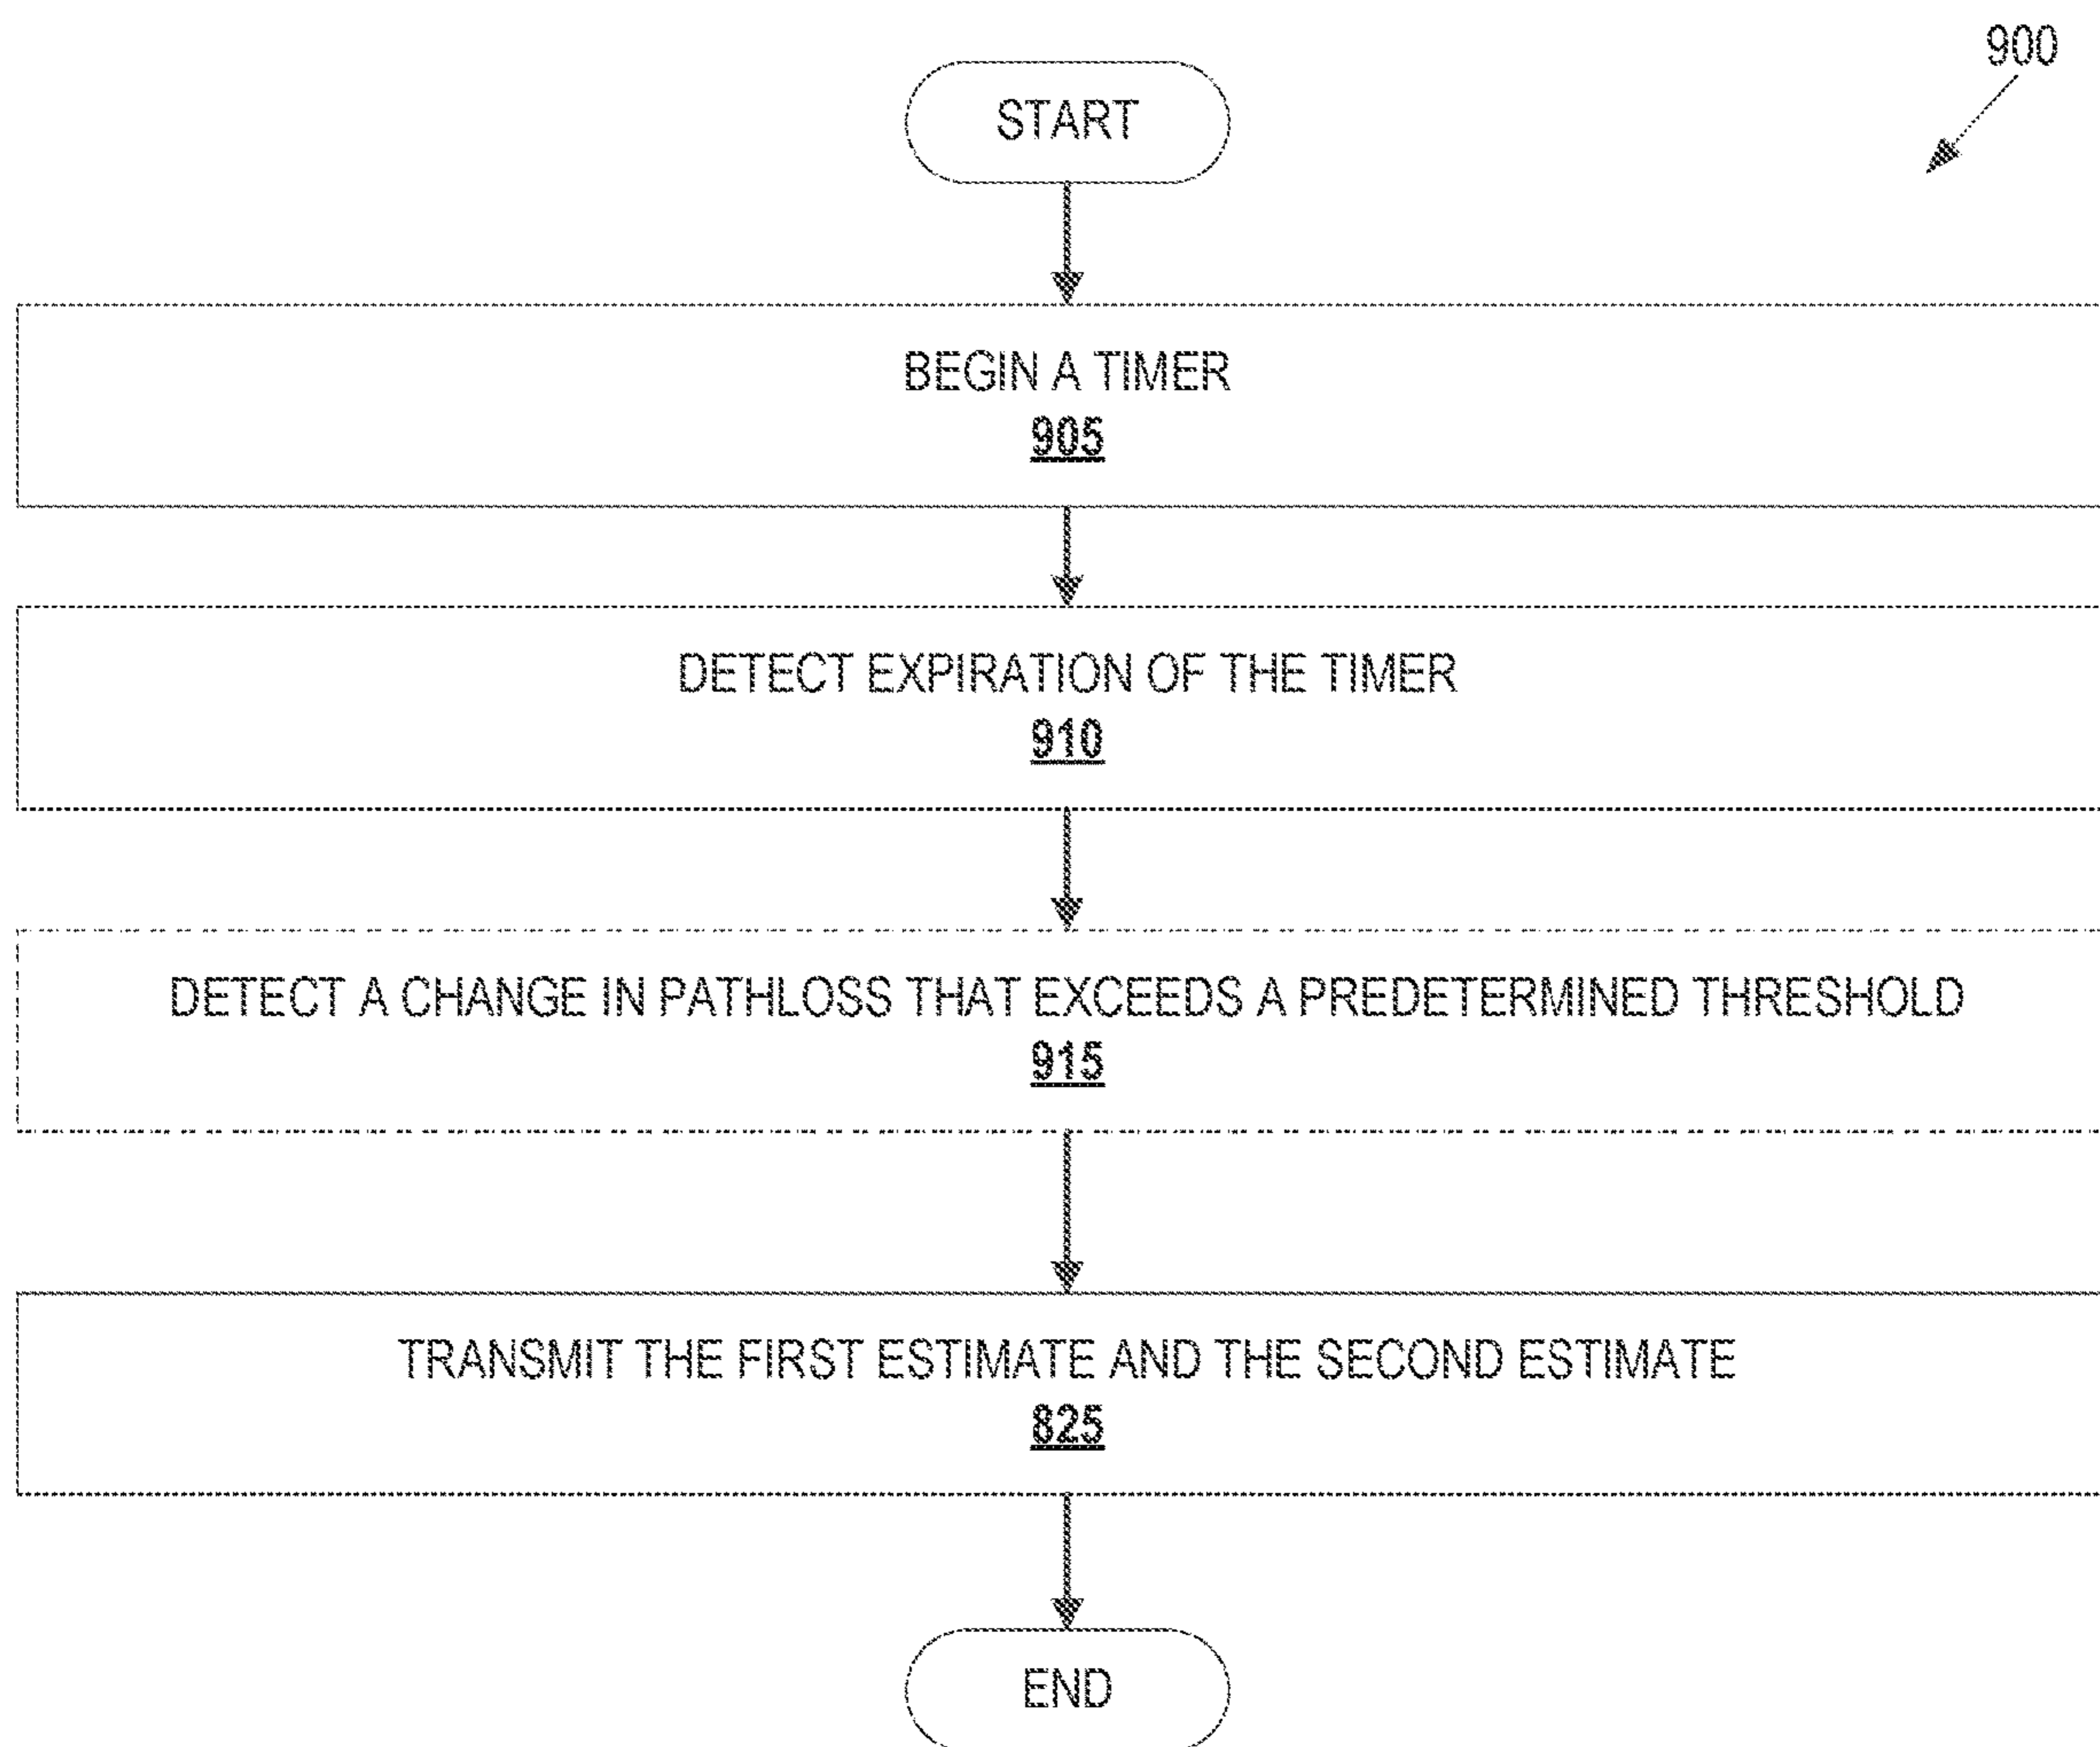 900
START
BEGIN A TIMER
905
DETECT EXPIRATION OF THE TIMER
910
DETECT A CHANGE IN PATHLOSS THAT EXCEEDS A PREDETERMINED THRESHOLD
915
TRANSMIT THE FIRST ESTIMATE AND THE SECOND ESTIMATE
825
END